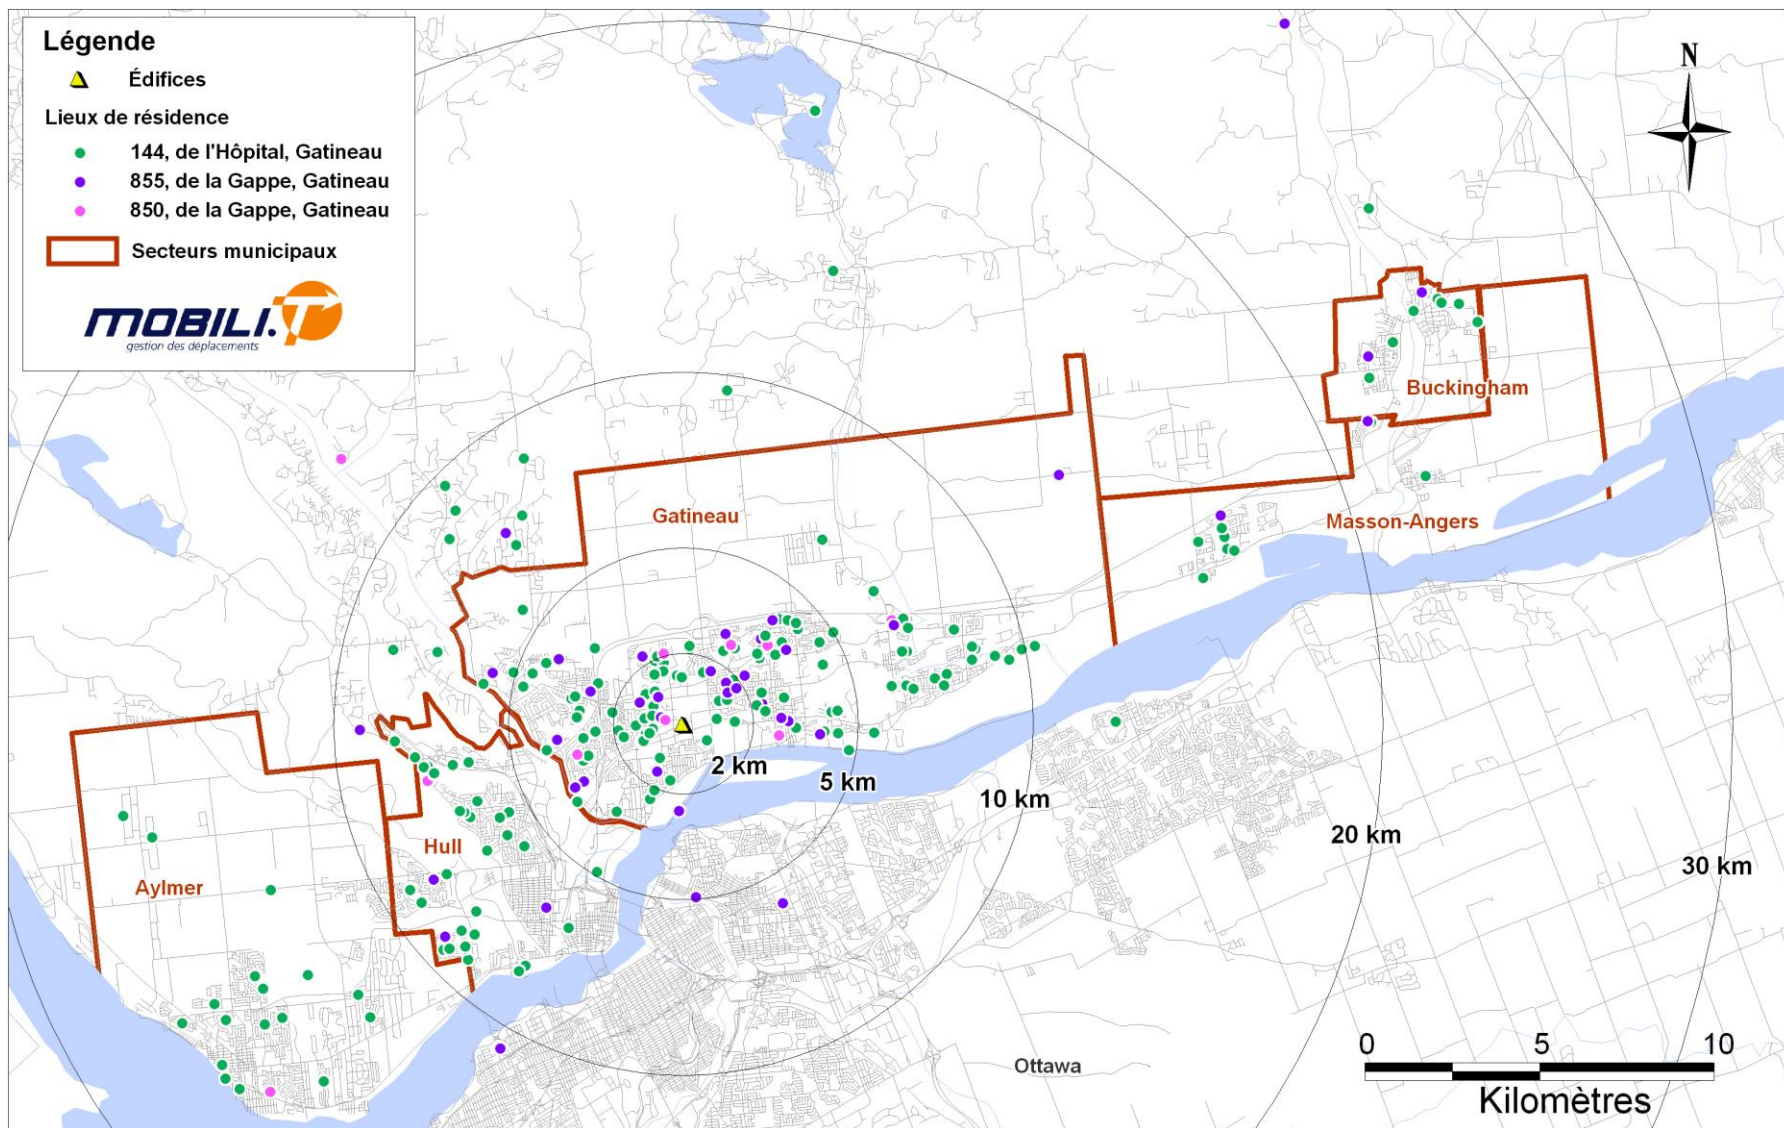 Légende
Édifices
Lieux de résidence
144, de l'Hôpital, Gatineau
855, de la Gappe, Gatineau
850, de la Gappe, Gatineau
Secteurs municipaux
MOBILI.T
gestion des déplacements
N
Buckingham
Gatineau
Masson-Angers
2 km
5 km
10 km
20 km
30 km
Hull
Aylmer
Ottawa
0 5 10
Kilomètres